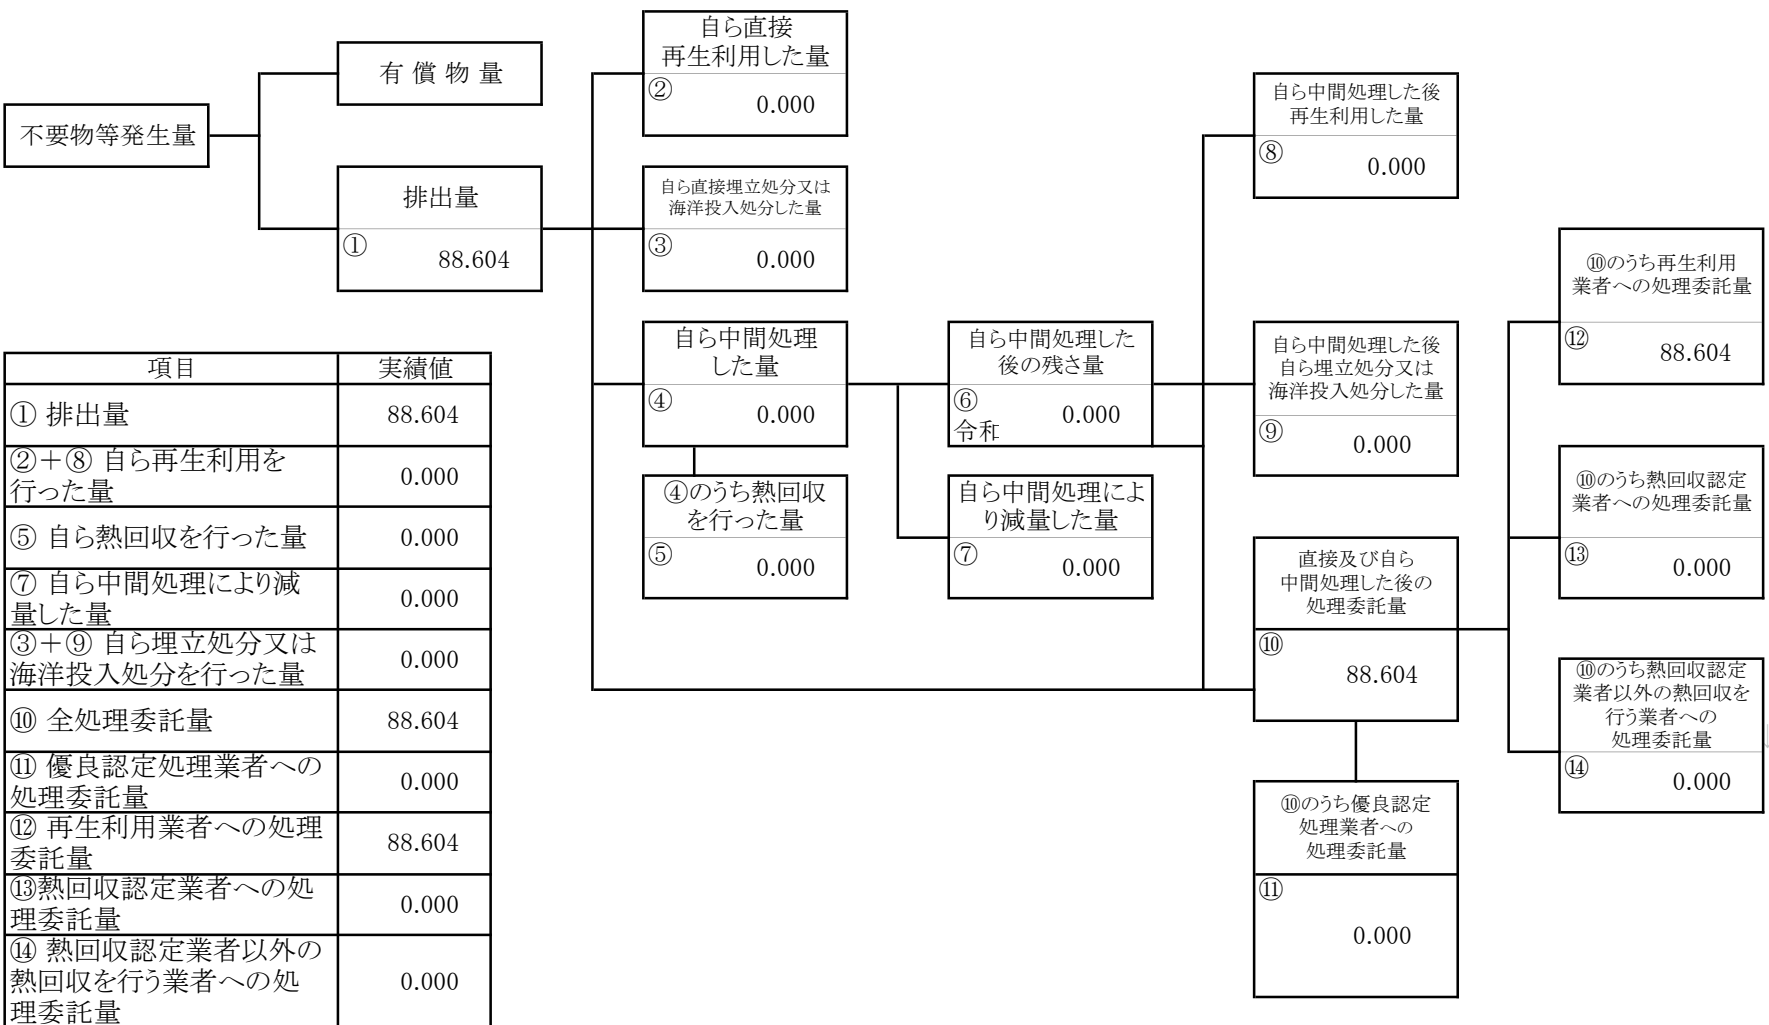 不要物等発生量
有 償 物 量
排出量
①
88.604
自ら直接
再生利用した量
②
0.000
自ら直接埋立処分又は
海洋投入処分した量
③
0.000
自ら中間処理
した量
④
0.000
④のうち熱回収
を行った量
⑤
0.000
自ら中間処理した
後の残さ量
⑥
0.000
令和
自ら中間処理によ
り減量した量
⑦
0.000
自ら中間処理した後
再生利用した量
⑧
0.000
自ら中間処理した後
自ら埋立処分又は
海洋投入処分した量
⑨
0.000
直接及び自ら
中間処理した後の
処理委託量
⑩
88.604
⑩のうち優良認定
処理業者への
処理委託量
⑪
0.000
⑩のうち再生利用
業者への処理委託量
⑫
88.604
⑩のうち熱回収認定
業者への処理委託量
⑬
0.000
⑩のうち熱回収認定
業者以外の熱回収を
行う業者への
処理委託量
⑭
0.000
項目 実績値
① 排出量 88.604
②＋⑧ 自ら再生利用を
行った量 0.000
⑤ 自ら熱回収を行った量 0.000
⑦ 自ら中間処理により減
量した量 0.000
③＋⑨ 自ら埋立処分又は
海洋投入処分を行った量 0.000
⑩ 全処理委託量 88.604
⑪ 優良認定処理業者への
処理委託量 0.000
⑫ 再生利用業者への処理
委託量 88.604
⑬熱回収認定業者への処
理委託量 0.000
⑭ 熱回収認定業者以外の
熱回収を行う業者への処
理委託量 0.000